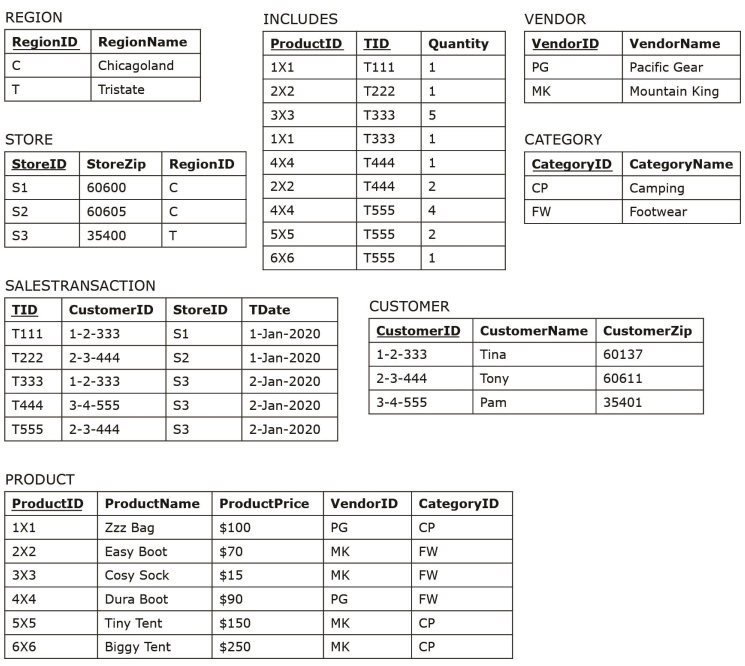 REGION
RegionID RegionName
C Chicagoland
T Tristate
STORE
StoreID StoreZip RegionID
S1 60600 C
S2 60605 C
S3 35400 T
INCLUDES
ProductID TID Quantity
1X1 T111 1
2X2 T222 1
3X3 T333 5
1X1 T333 1
4X4 T444 1
2X2 T444 2
4X4 T555 4
5X5 T555 2
6X6 T555 1
VENDOR
VendorID VendorName
PG Pacific Gear
MK Mountain King
CATEGORY
CategoryID CategoryName
CP Camping
FW Footwear
SALESTRANSACTION
TID CustomerID StoreID TDate
T111 1-2-333 S1 1-Jan-2020
T222 2-3-444 S2 1-Jan-2020
T333 1-2-333 S3 2-Jan-2020
T444 3-4-555 S3 2-Jan-2020
T555 2-3-444 S3 2-Jan-2020
CUSTOMER
CustomerID CustomerName CustomerZip
1-2-333 Tina 60137
2-3-444 Tony 60611
3-4-555 Pam 35401
PRODUCT
ProductID ProductName ProductPrice VendorID CategoryID
1X1 Zzz Bag $100 PG CP
2X2 Easy Boot $70 MK FW
3X3 Cosy Sock $15 MK FW
4X4 Dura Boot $90 PG FW
5X5 Tiny Tent $150 MK CP
6X6 Biggy Tent $250 MK CP